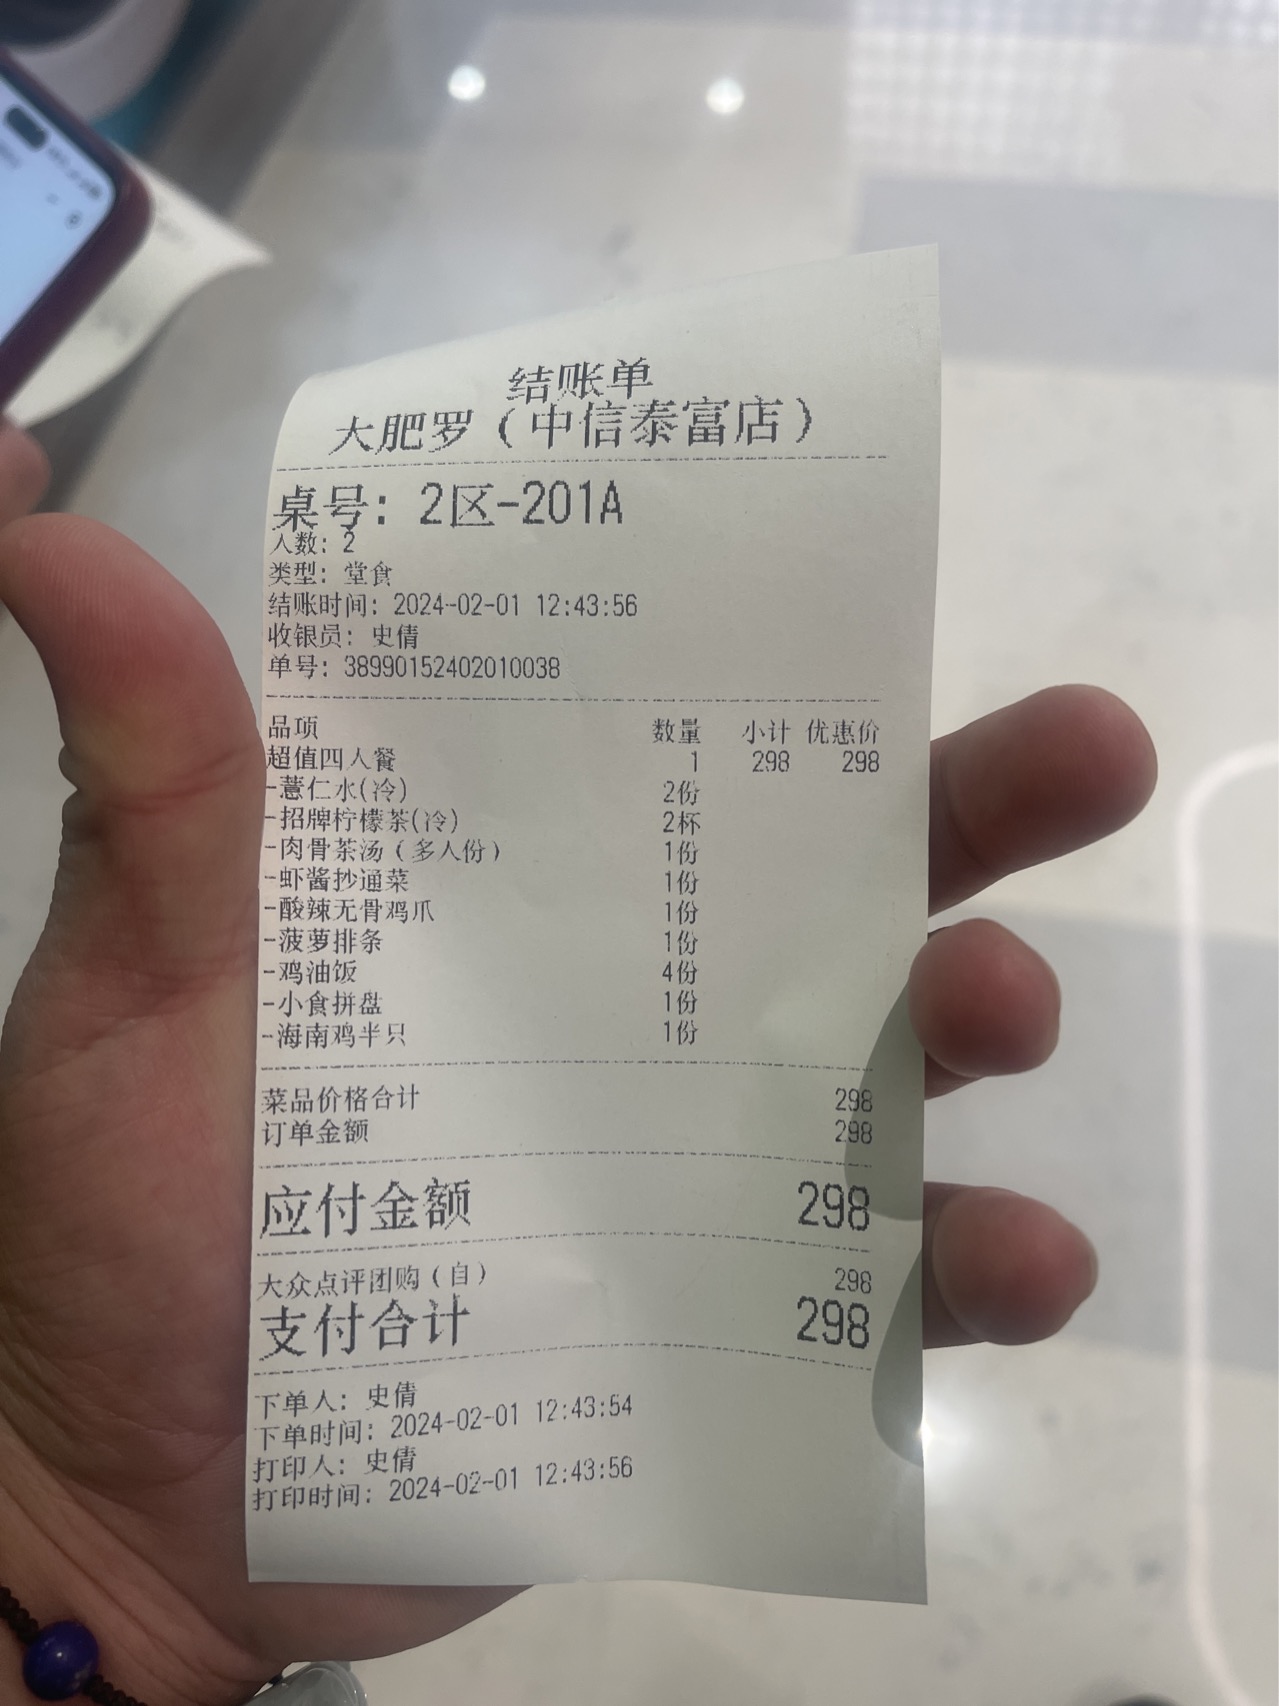 结账单
大肥罗（中信泰富店）
桌号：2区-201A
人数：2
类型：堂食
结账时间：2024-02-01 12:43:56
收银员：史倩
单号：38990152402010038
品项 数量 小计 优惠价
超值四人餐 1 298 298
-薏仁水(冷) 2份
-招牌柠檬茶(冷) 2杯
-肉骨茶汤（多人份） 1份
-虾酱抄通菜 1份
-酸辣无骨鸡爪 1份
-菠萝排条 1份
-鸡油饭 4份
-小食拼盘 1份
-海南鸡半只 1份
菜品价格合计 298
订单金额 298
应付金额 298
大众点评团购（自） 298
支付合计 298
下单人：史倩
下单时间：2024-02-01 12:43:54
打印人：史倩
打印时间：2024-02-01 12:43:56